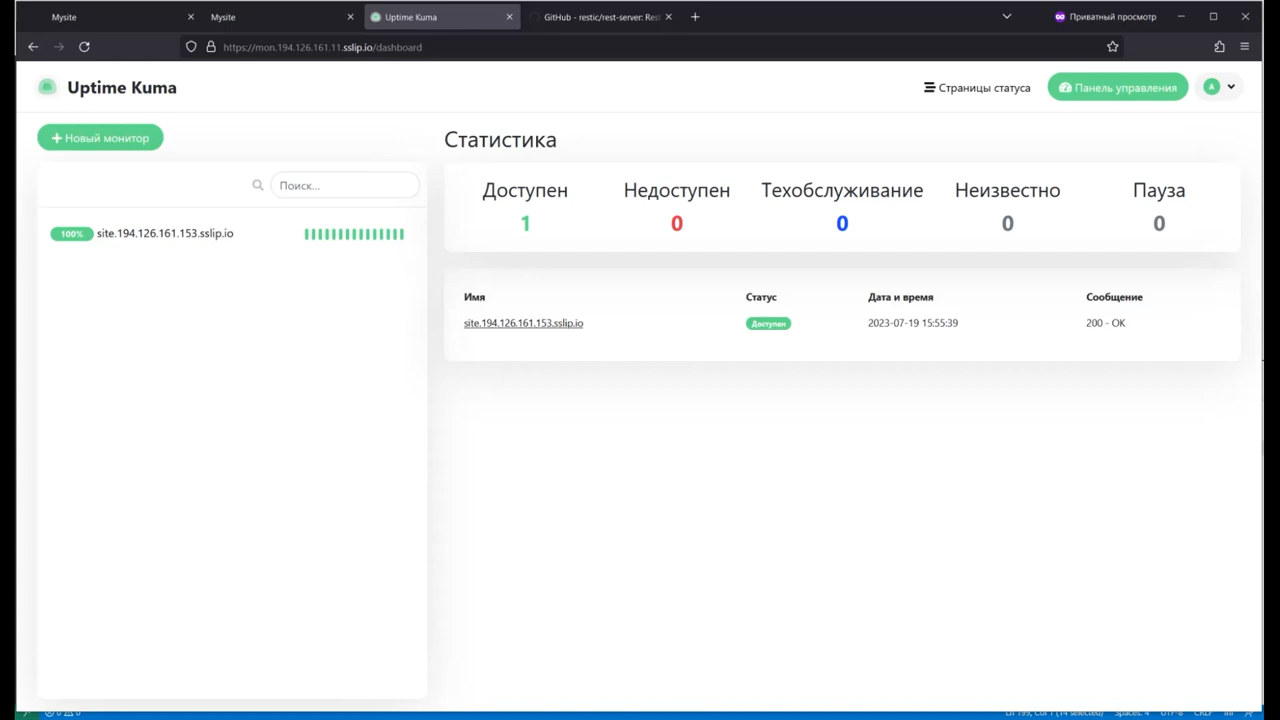 Mysite
Mysite
Uptime Kuma
GitHub - restic/rest-server: Res
Приватный просмотр
https://mon.194.126.161.11.sslip.io/dashboard
Uptime Kuma
Страницы статуса
Панель управления
A
Новый монитор
Статистика
Поиск...
Доступен
Недоступен
Техобслуживание
Неизвестно
Пауза
1
0
0
0
0
100%
site.194.126.161.153.sslip.io
Имя
Статус
Дата и время
Сообщение
site.194.126.161.153.sslip.io
Доступен
2023-07-19 15:55:39
200 - OK